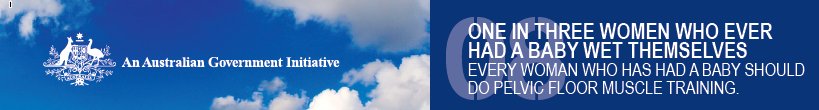 An Australian Government Initiative
08
ONE IN THREE WOMEN WHO EVER
HAD A BABY WET THEMSELVES
EVERY WOMAN WHO HAS HAD A BABY SHOULD
DO PELVIC FLOOR MUSCLE TRAINING.